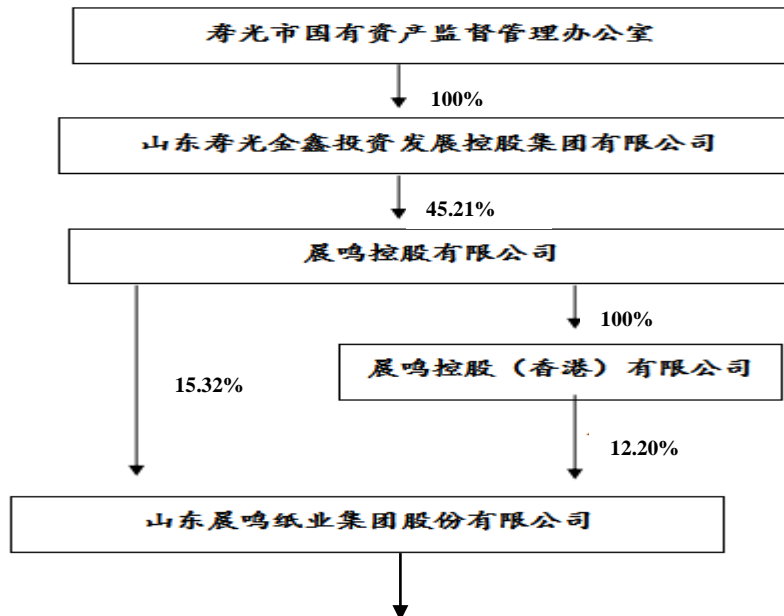 寿光市国有资产监督管理办公室
100%
山东寿光金鑫投资发展控股集团有限公司
45.21%
晨鸣控股有限公司
100%
15.32%
晨鸣控股（香港）有限公司
12.20%
山东晨鸣纸业集团股份有限公司